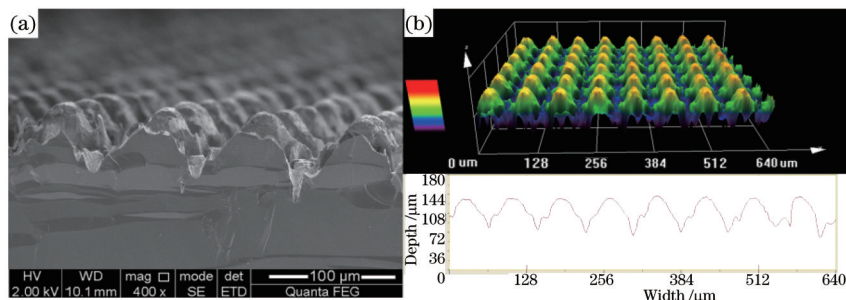 (a)
HV WD mag □ mode det
2.00 kV 10.1 mm 400 x SE ETD
100 µm
Quanta FEG
(b)
z
x
0 um 128 256 384 512 640 um
180
144
108
72
36
0
Depth /µm
128 256 384 512 640
Width /µm